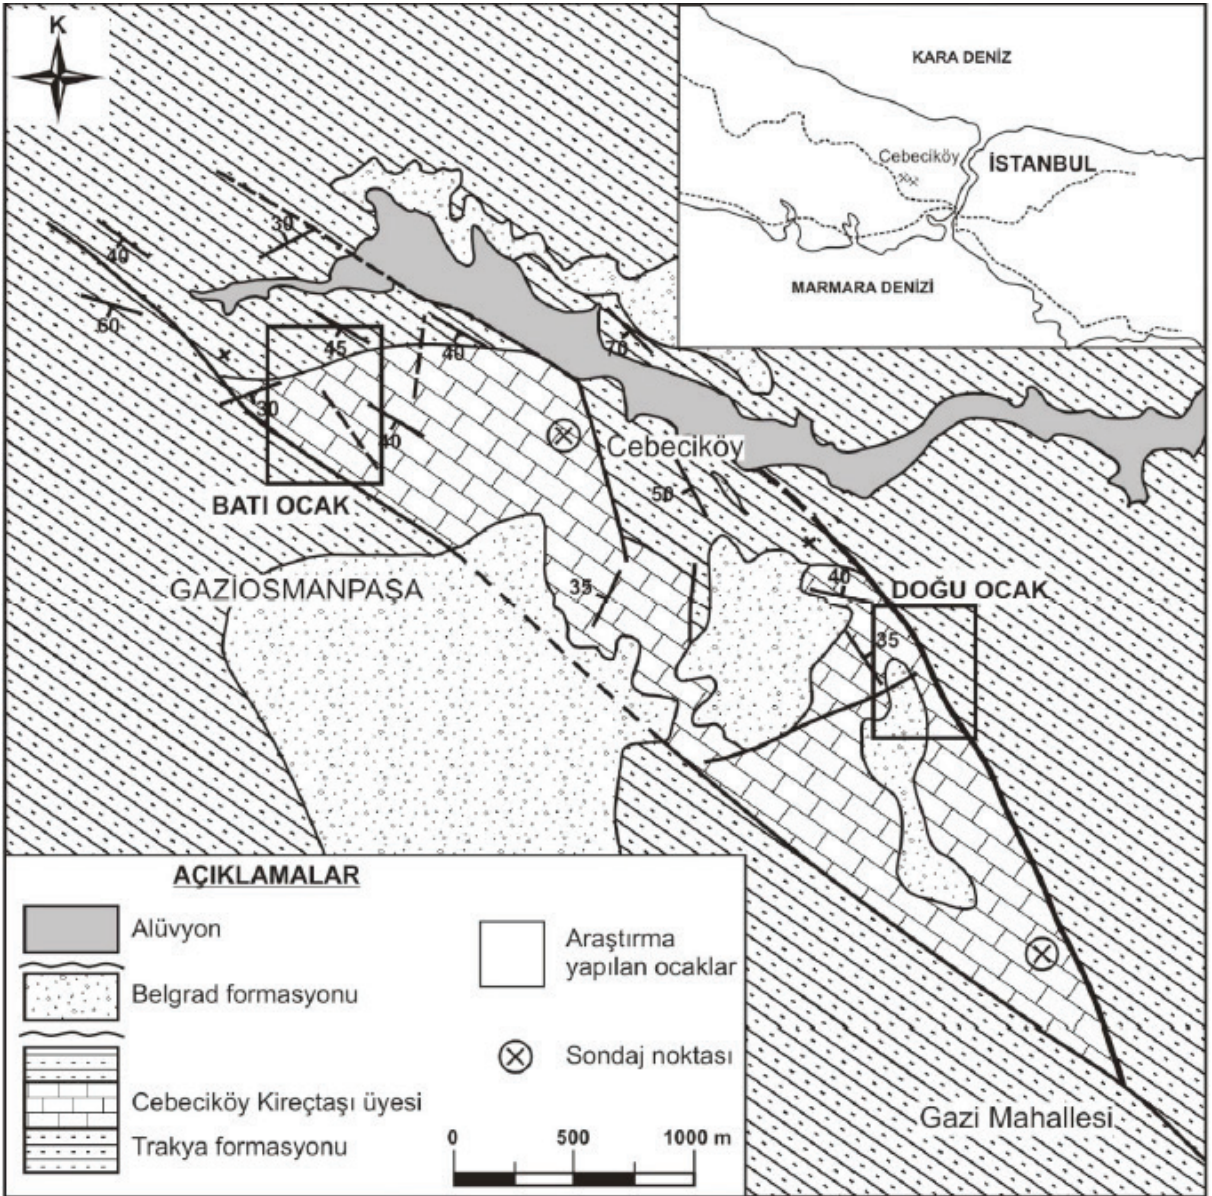 K
KARA DENİZ
Cebeciköy
İSTANBUL
MARMARA DENİZİ
30
40
60
45
40
70
30
40
Cebeciköy
50
BATI OCAK
GAZİOSMANPAŞA
35
40
DOĞU OCAK
35
AÇIKLAMALAR
Alüvyon
Belgrad formasyonu
Cebeciköy Kireçtaşı üyesi
Trakya formasyonu
Araştırma
yapılan ocaklar
Sondaj noktası
0 500 1000 m
Gazi Mahallesi